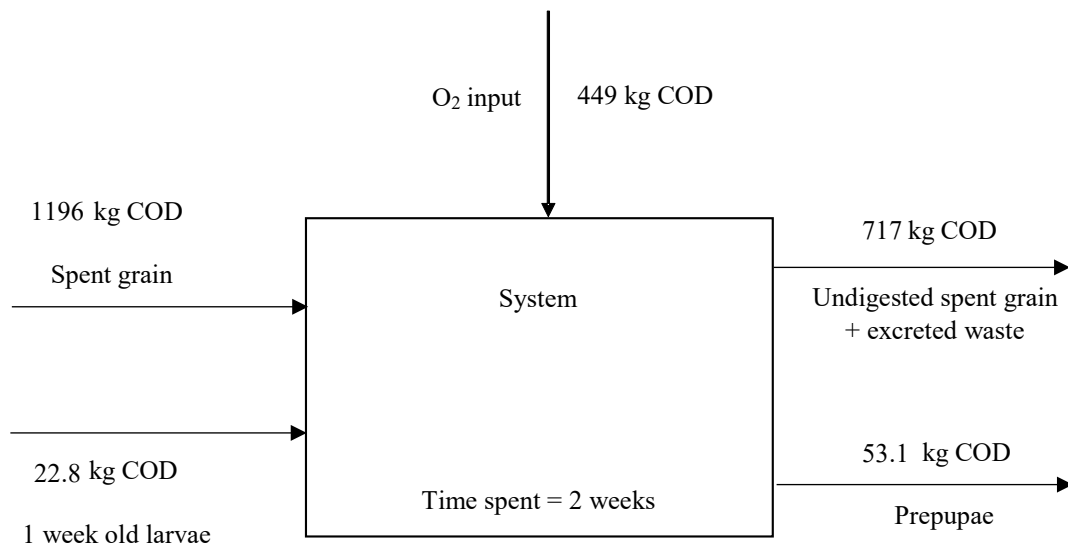 O₂ input
449 kg COD
1196 kg COD
Spent grain
System
717 kg COD
Undigested spent grain
+ excreted waste
22.8 kg COD
1 week old larvae
Time spent = 2 weeks
53.1 kg COD
Prepupae